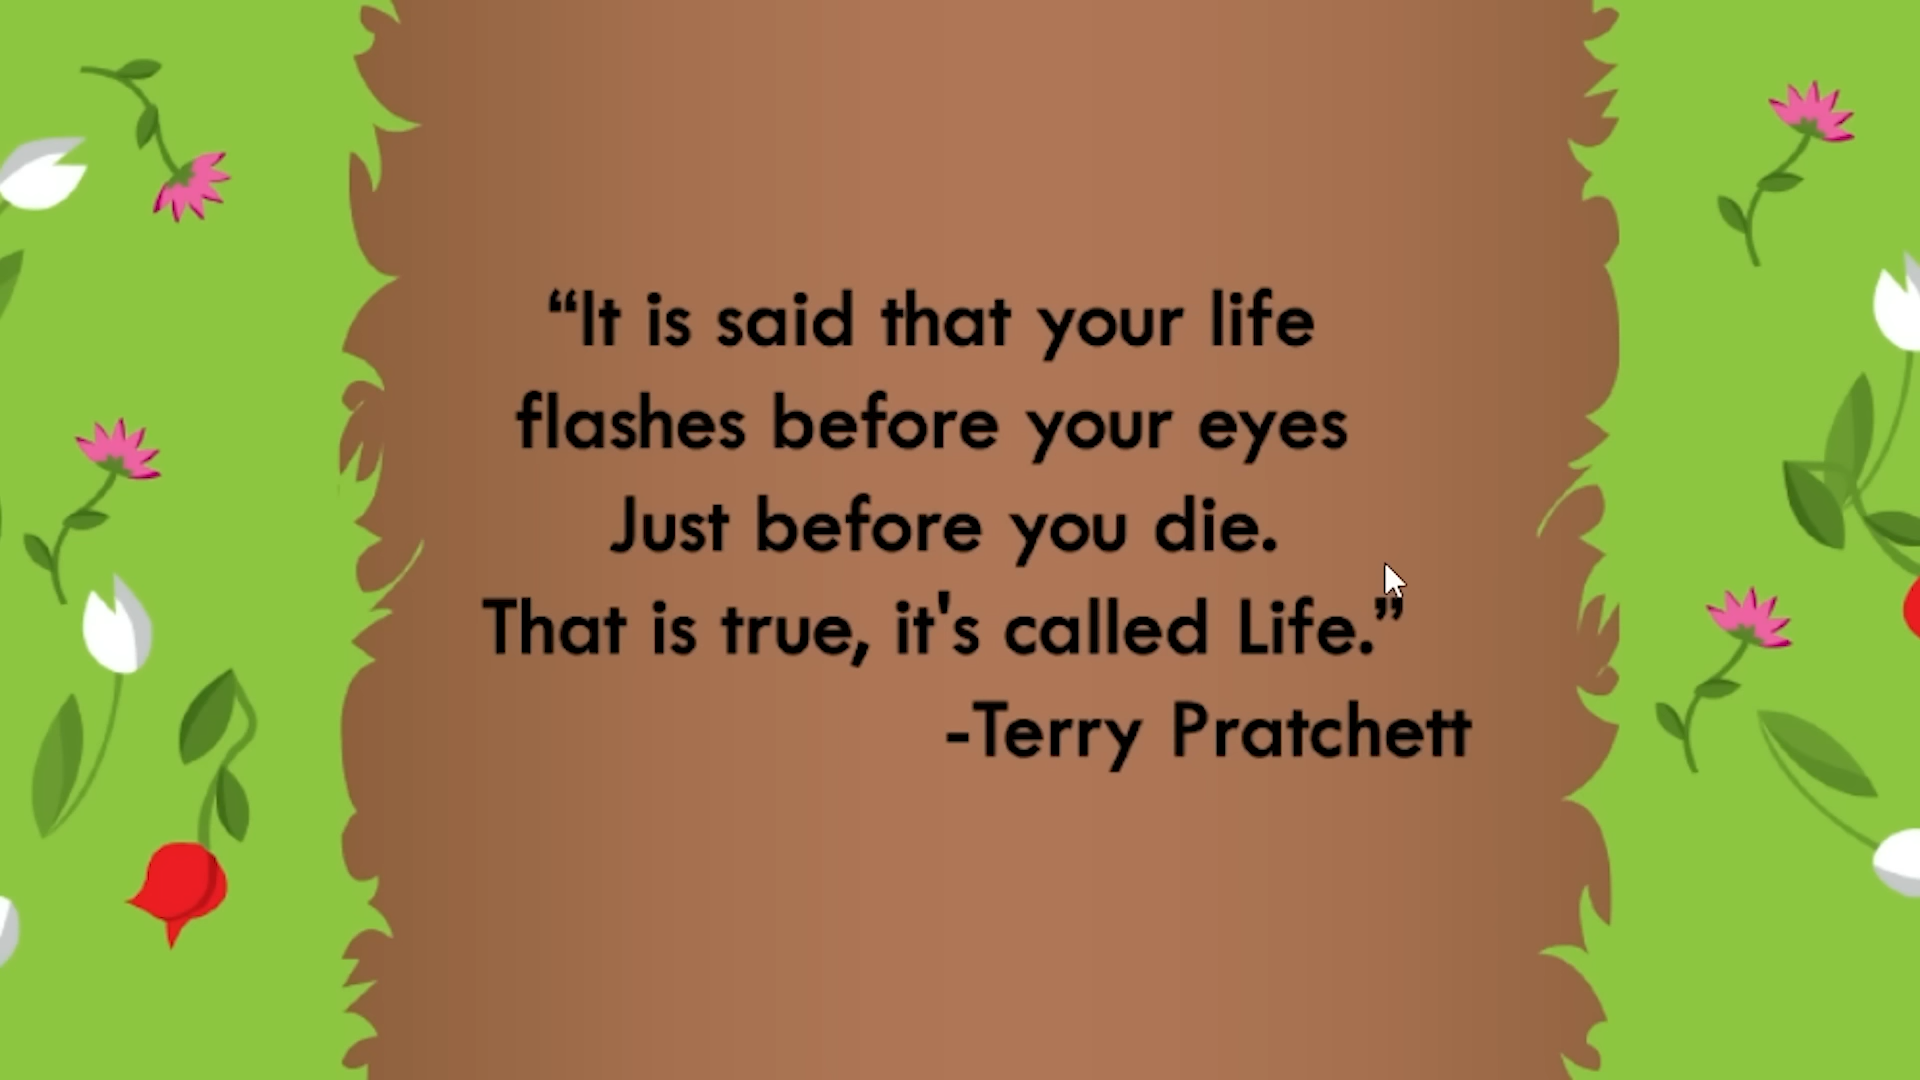 “It is said that your life
flashes before your eyes
Just before you die.
That is true, it's called Life.”
-Terry Pratchett